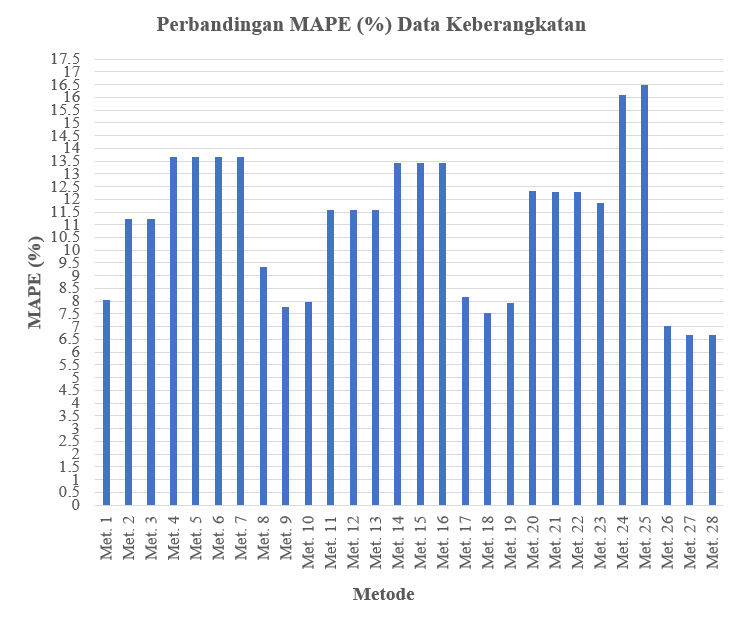 Perbandingan MAPE (%) Data Keberangkatan
MAPE (%)
17.5
17
16.5
16
15.5
15
14.5
14
13.5
13
12.5
12
11.5
11
10.5
10
9.5
9
8.5
8
7.5
7
6.5
6
5.5
5
4.5
4
3.5
3
2.5
2
1.5
1
0.5
0
Met. 1
Met. 2
Met. 3
Met. 4
Met. 5
Met. 6
Met. 7
Met. 8
Met. 9
Met. 10
Met. 11
Met. 12
Met. 13
Met. 14
Met. 15
Met. 16
Met. 17
Met. 18
Met. 19
Met. 20
Met. 21
Met. 22
Met. 23
Met. 24
Met. 25
Met. 26
Met. 27
Met. 28
Metode